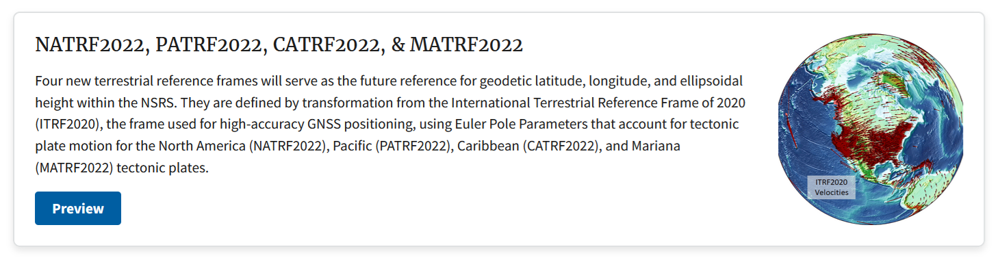 NATRF2022, PATRF2022, CATRF2022, & MATRF2022
Four new terrestrial reference frames will serve as the future reference for geodetic latitude, longitude, and ellipsoidal
height within the NSRS. They are defined by transformation from the International Terrestrial Reference Frame of 2020
(ITRF2020), the frame used for high-accuracy GNSS positioning, using Euler Pole Parameters that account for tectonic
plate motion for the North America (NATRF2022), Pacific (PATRF2022), Caribbean (CATRF2022), and Mariana
(MATRF2022) tectonic plates.
Preview
ITRF2020
Velocities